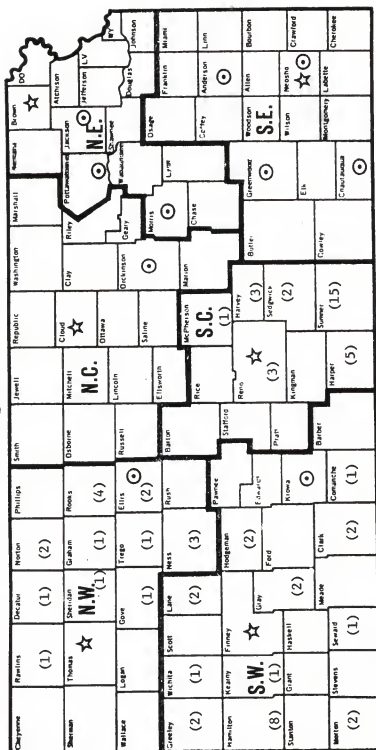 Cheyenne
Rawlins
(1)
Decatur
(1)
Norton
(2)
Phillips
Smith
Jewell
Republic
Washington
Marshall
Nemaha
Brown
DO
Sherman
Thomas
Sheridan
N.W.
(1)
Graham
(1)
Rooks
(4)
Osborne
Mitchell
N.C.
Cloud
Clay
Riley
Pottawatomie
Jackson
Atchison
Jefferson
LV
WY
Wallace
Logan
Gove
(1)
Trego
(1)
Ellis
(2)
Russell
Lincoln
Ottawa
Saline
Dickinson
Geary
Wabaunsee
Shawnee
N.E.
Douglas
Johnson
Greeley
(2)
Wichita
(1)
Scott
Lane
(2)
Ness
(3)
Rush
Barton
Ellsworth
Rice
McPherson
S.C.
(1)
Marion
Morris
Chase
Lyon
Osage
Coffey
Franklin
Anderson
Miami
Linn
Hamilton
(8)
Kearny
S.W.
(1)
Finney
Hodgeman
(2)
Pawnee
Edwards
Stafford
Reno
(3)
Harvey
(3)
Sedgwick
(2)
Butler
Greenwood
Woodson
S.E.
Wilson
Allen
Neosho
Bourbon
Crawford
Stanton
Grant
Haskell
Gray
(2)
Ford
Kiowa
Pratt
Kingman
Elk
Morton
(2)
Stevens
Seward
(1)
Meade
Clark
(2)
Comanche
(1)
Barber
Harper
(5)
Sumner
(15)
Cowley
Chautauqua
Montgomery
Labette
Cherokee